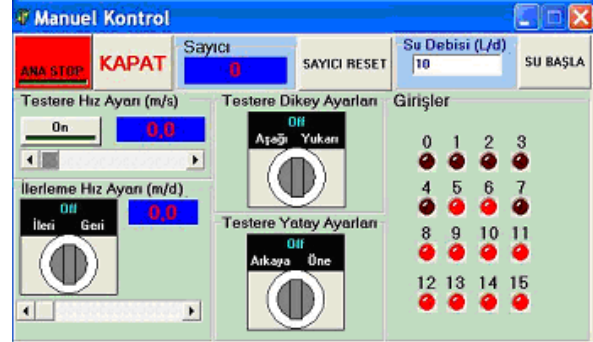 Manuel Kontrol
ANA STOP
KAPAT
Sayıcı
0
SAYICI RESET
Su Debisi (L/d)
10
SU BAŞLA
Testere Hız Ayarı (m/s)
On
0,0
İlerleme Hız Ayarı (m/d)
Off
İleri Geri
0,0
Testere Dikey Ayarları
Off
Aşağı Yukarı
Testere Yatay Ayarları
Off
Arkaya Öne
Girişler
0 1 2 3
4 5 6 7
8 9 10 11
12 13 14 15